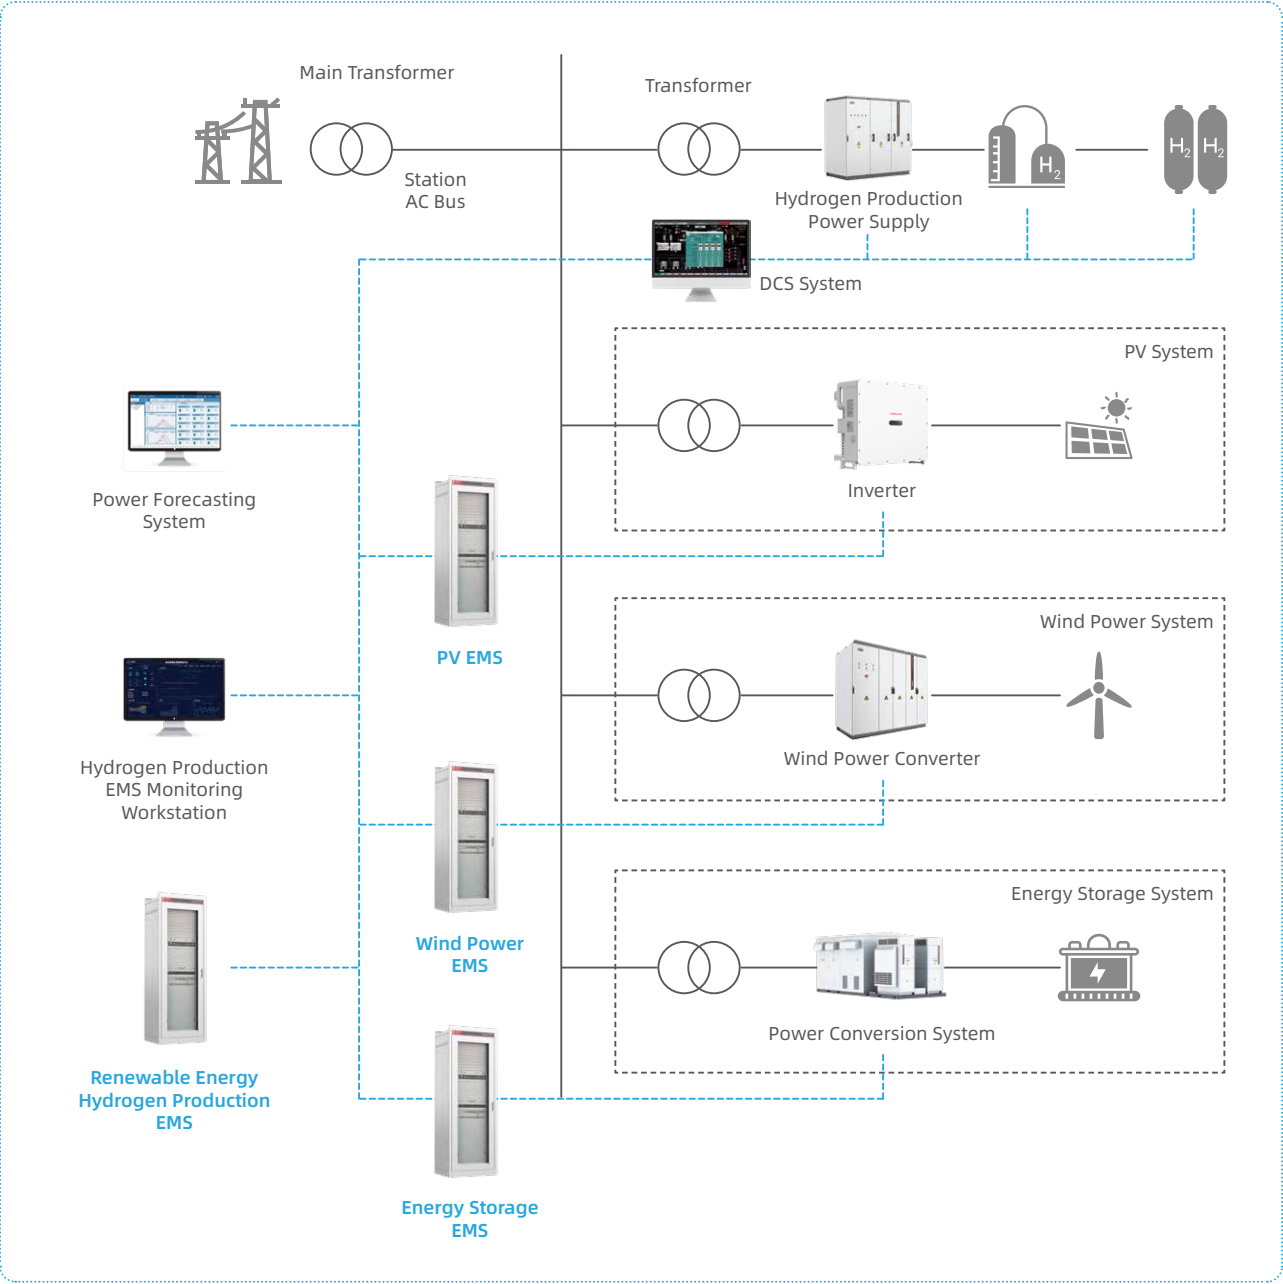 Main Transformer
Transformer
Station
AC Bus
H2
H2
H2
Hydrogen Production
Power Supply
DCS System
PV System
Power Forecasting
System
Inverter
PV EMS
Wind Power System
Hydrogen Production
EMS Monitoring
Workstation
Wind Power Converter
Wind Power
EMS
Energy Storage System
Power Conversion System
Renewable Energy
Hydrogen Production
EMS
Energy Storage
EMS